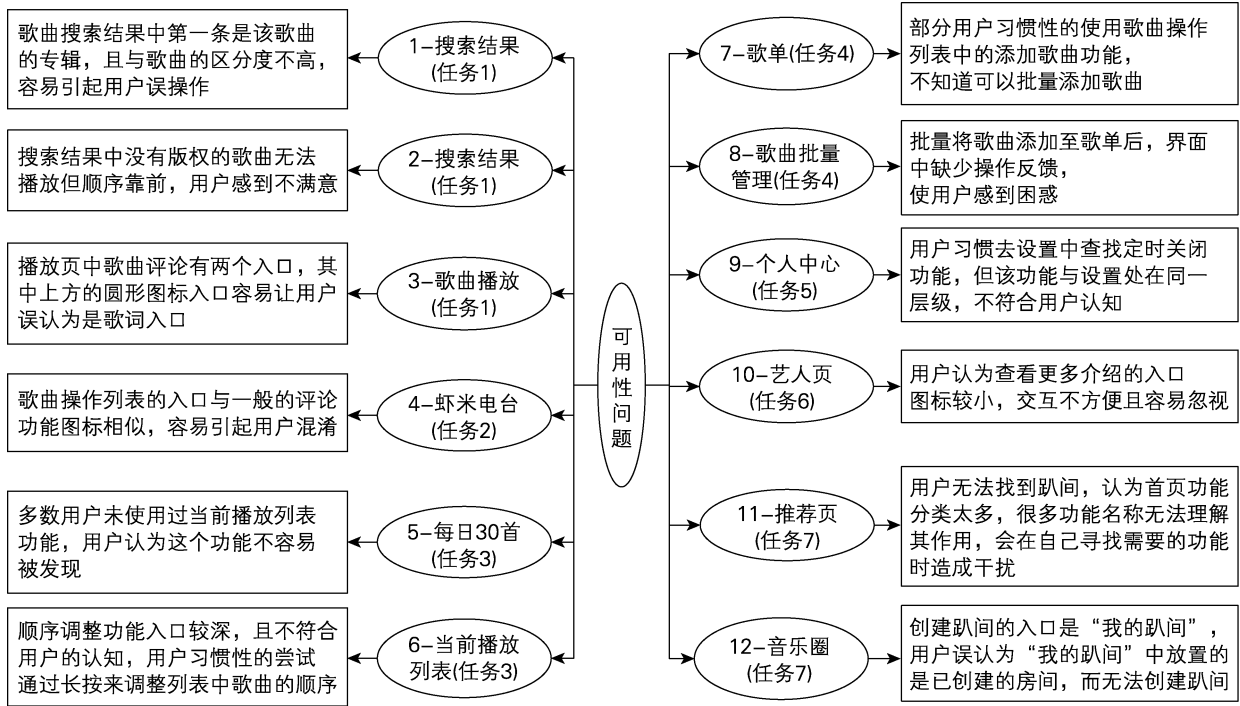 歌曲搜索结果中第一条是该歌曲
的专辑，且与歌曲的区分度不高，
容易引起用户误操作
1-搜索结果
(任务1)
搜索结果中没有版权的歌曲无法
播放但顺序靠前，用户感到不满意
2-搜索结果
(任务1)
播放页中歌曲评论有两个入口，其
中上方的圆形图标入口容易让用户
误认为是歌词入口
3-歌曲播放
(任务1)
歌曲操作列表的入口与一般的评论
功能图标相似，容易引起用户混淆
4-虾米电台
(任务2)
多数用户未使用过当前播放列表
功能，用户认为这个功能不容易
被发现
5-每日30首
(任务3)
顺序调整功能入口较深，且不符合
用户的认知，用户习惯性的尝试
通过长按来调整列表中歌曲的顺序
6-当前播放
列表(任务3)
可用性问题
7-歌单(任务4)
部分用户习惯性的使用歌曲操作
列表中的添加歌曲功能，
不知道可以批量添加歌曲
8-歌曲批量
管理(任务4)
批量将歌曲添加至歌单后，界面
中缺少操作反馈，
使用户感到困惑
9-个人中心
(任务5)
用户习惯去设置中查找定时关闭
功能，但该功能与设置处在同一
层级，不符合用户认知
10-艺人页
(任务6)
用户认为查看更多介绍的入口
图标较小，交互不方便且容易忽视
11-推荐页
(任务7)
用户无法找到趴间，认为首页功能
分类太多，很多功能名称无法理解
其作用，会在自己寻找需要的功能
时造成干扰
12-音乐圈
(任务7)
创建趴间的入口是“我的趴间”，
用户误认为“我的趴间”中放置的
是已创建的房间，而无法创建趴间